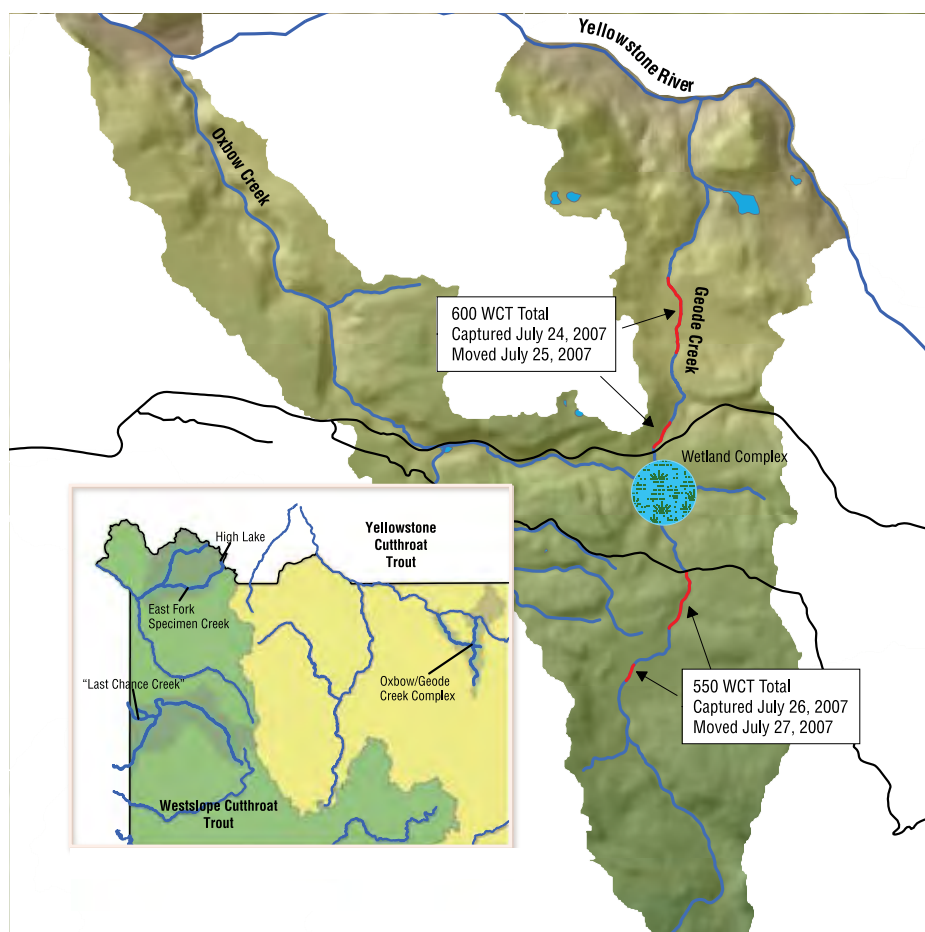 Yellowstone River
Oxbow Creek
Geode Creek
600 WCT Total
Captured July 24, 2007
Moved July 25, 2007
Wetland Complex
High Lake
Yellowstone
Cutthroat
Trout
East Fork
Specimen Creek
Oxbow/Geode
Creek Complex
"Last Chance Creek"
Westslope Cutthroat
Trout
550 WCT Total
Captured July 26, 2007
Moved July 27, 2007